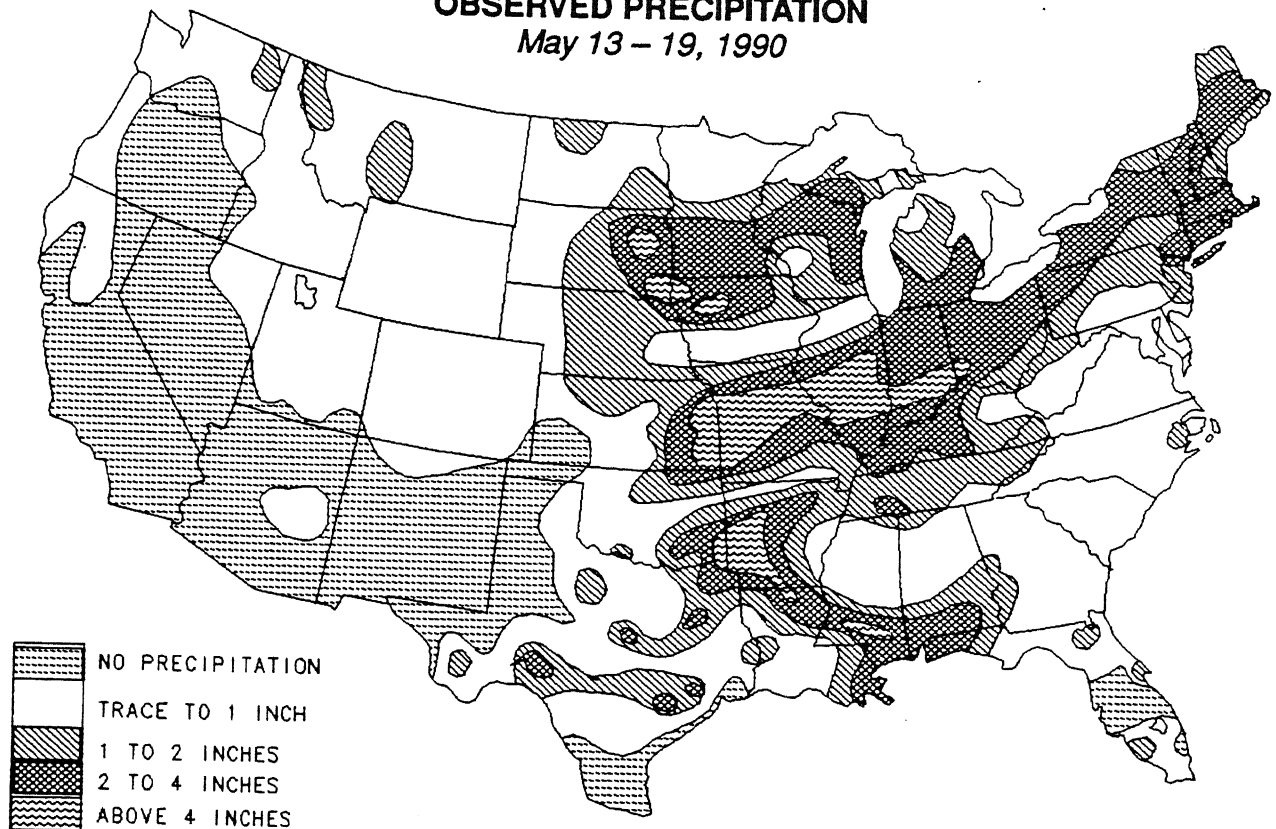 OBSERVED PRECIPITATION
May 13 – 19, 1990
NO PRECIPITATION
TRACE TO 1 INCH
1 TO 2 INCHES
2 TO 4 INCHES
ABOVE 4 INCHES